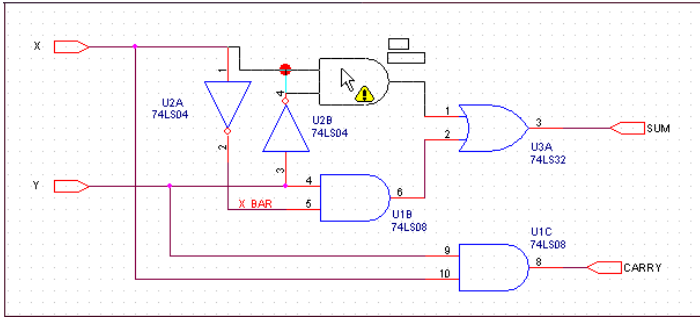 X
1
U2A
74LS04
2
4
U2B
74LS04
3
1
2
3
SUM
U3A
74LS32
Y
4
X_BAR
5
6
U1B
74LS08
U1C
74LS08
9
10
8
CARRY